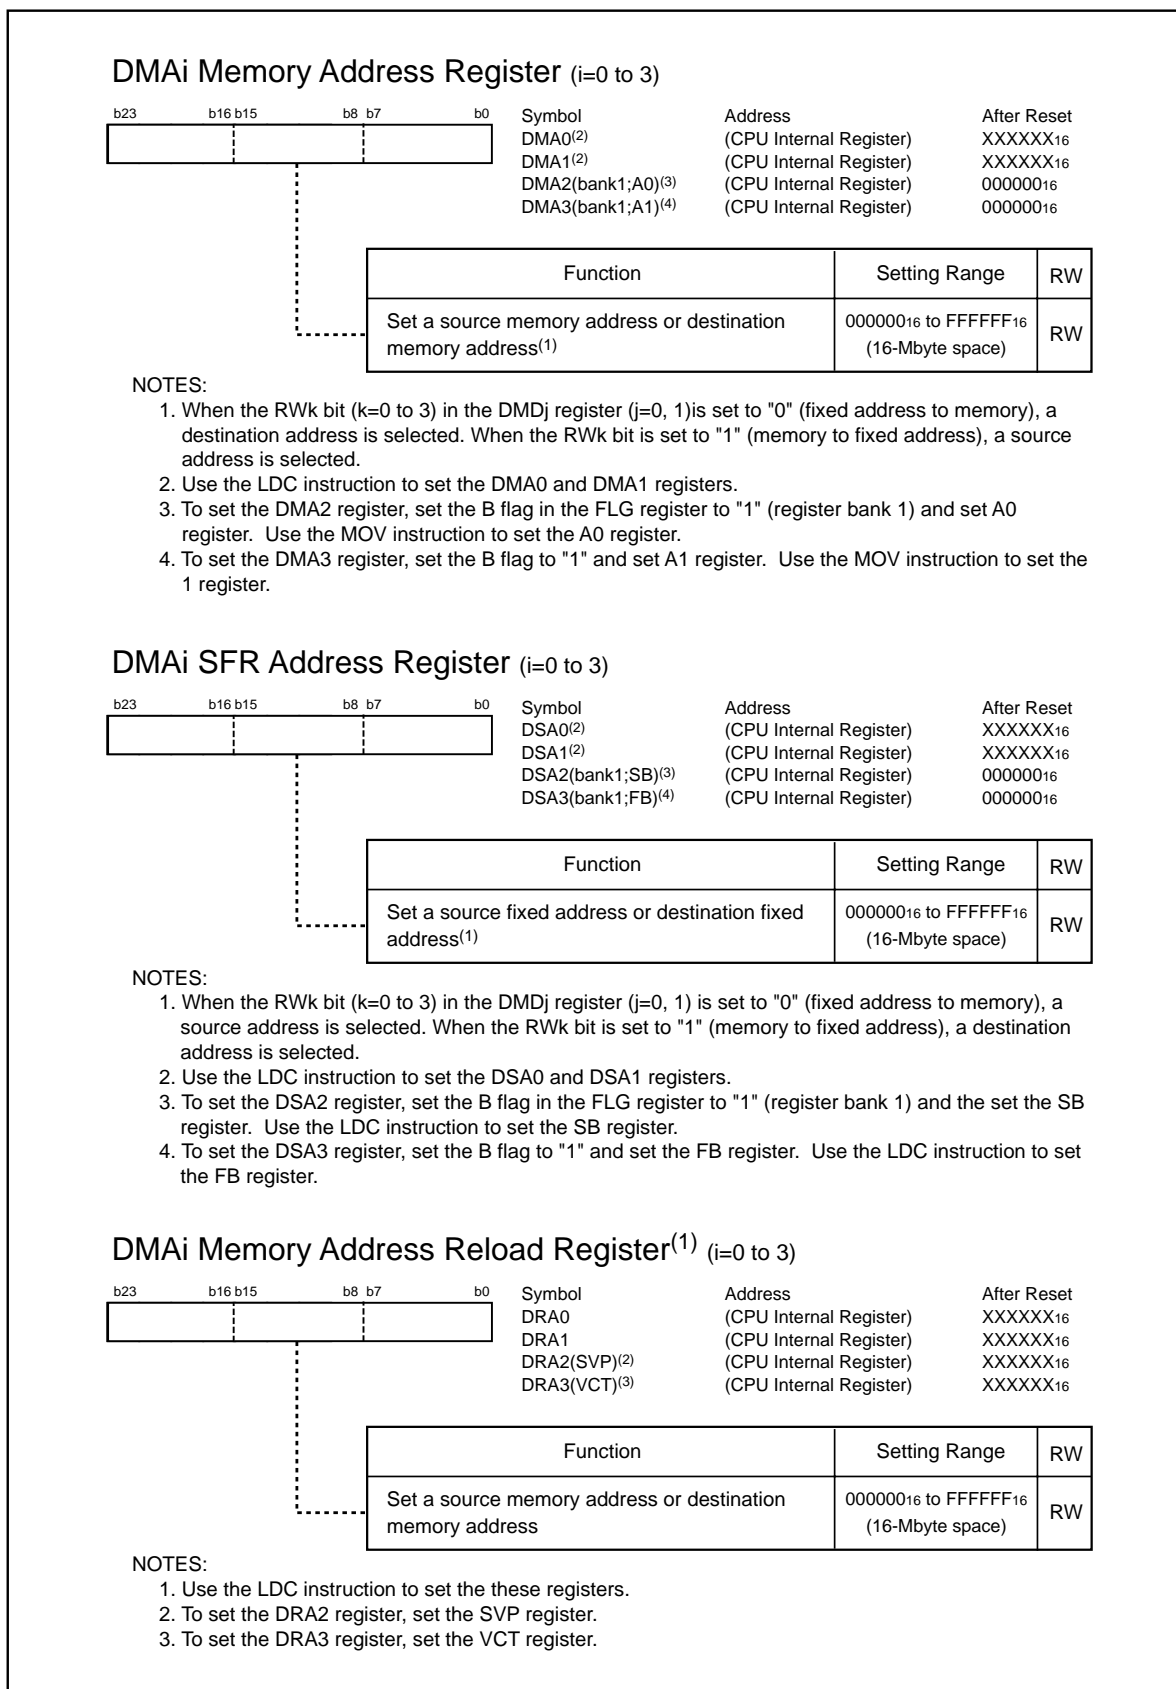 DMAi Memory Address Register (i=0 to 3)
b23 b16 b15 b8 b7 b0
Symbol Address After Reset
DMA0(2) (CPU Internal Register) XXXXXX16
DMA1(2) (CPU Internal Register) XXXXXX16
DMA2(bank1;A0)(3) (CPU Internal Register) 00000016
DMA3(bank1;A1)(4) (CPU Internal Register) 00000016
Function Setting Range RW
Set a source memory address or destination
memory address(1)
00000016 to FFFFFF16
(16-Mbyte space)
RW
NOTES:
1. When the RWk bit (k=0 to 3) in the DMDj register (j=0, 1)is set to "0" (fixed address to memory), a
destination address is selected. When the RWk bit is set to "1" (memory to fixed address), a source
address is selected.
2. Use the LDC instruction to set the DMA0 and DMA1 registers.
3. To set the DMA2 register, set the B flag in the FLG register to "1" (register bank 1) and set A0
register. Use the MOV instruction to set the A0 register.
4. To set the DMA3 register, set the B flag to "1" and set A1 register. Use the MOV instruction to set the
1 register.
DMAi SFR Address Register (i=0 to 3)
b23 b16 b15 b8 b7 b0
Symbol Address After Reset
DSA0(2) (CPU Internal Register) XXXXXX16
DSA1(2) (CPU Internal Register) XXXXXX16
DSA2(bank1;SB)(3) (CPU Internal Register) 00000016
DSA3(bank1;FB)(4) (CPU Internal Register) 00000016
Function Setting Range RW
Set a source fixed address or destination fixed
address(1)
00000016 to FFFFFF16
(16-Mbyte space)
RW
NOTES:
1. When the RWk bit (k=0 to 3) in the DMDj register (j=0, 1) is set to "0" (fixed address to memory), a
source address is selected. When the RWk bit is set to "1" (memory to fixed address), a destination
address is selected.
2. Use the LDC instruction to set the DSA0 and DSA1 registers.
3. To set the DSA2 register, set the B flag in the FLG register to "1" (register bank 1) and the set the SB
register. Use the LDC instruction to set the SB register.
4. To set the DSA3 register, set the B flag to "1" and set the FB register. Use the LDC instruction to set
the FB register.
DMAi Memory Address Reload Register(1) (i=0 to 3)
b23 b16 b15 b8 b7 b0
Symbol Address After Reset
DRA0 (CPU Internal Register) XXXXXX16
DRA1 (CPU Internal Register) XXXXXX16
DRA2(SVP)(2) (CPU Internal Register) XXXXXX16
DRA3(VCT)(3) (CPU Internal Register) XXXXXX16
Function Setting Range RW
Set a source memory address or destination
memory address
00000016 to FFFFFF16
(16-Mbyte space)
RW
NOTES:
1. Use the LDC instruction to set the these registers.
2. To set the DRA2 register, set the SVP register.
3. To set the DRA3 register, set the VCT register.